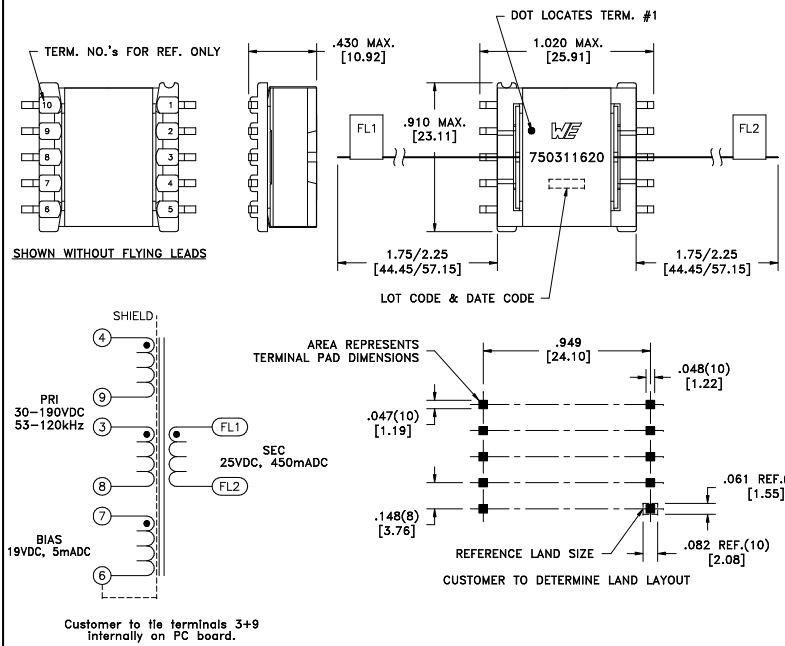 DOT LOCATES TERM. #1
TERM. NO.'s FOR REF. ONLY
.430 MAX.
[10.92]
1.020 MAX.
[25.91]
10
9
8
7
6
1
2
3
4
5
.910 MAX.
[23.11]
FL1
WE
750311620
FL2
SHOWN WITHOUT FLYING LEADS
1.75/2.25
[44.45/57.15]
1.75/2.25
[44.45/57.15]
LOT CODE & DATE CODE
SHIELD
4
9
PRI
30-190VDC
53-120kHz
3
8
FL1
SEC
25VDC, 450mADC
FL2
7
BIAS
19VDC, 5mADC
6
Customer to tie terminals 3+9
internally on PC board.
AREA REPRESENTS
TERMINAL PAD DIMENSIONS
.949
[24.10]
.048(10)
[1.22]
.047(10)
[1.19]
.061 REF.
[1.55]
.148(8)
[3.76]
.082 REF.(10)
[2.08]
REFERENCE LAND SIZE
CUSTOMER TO DETERMINE LAND LAYOUT